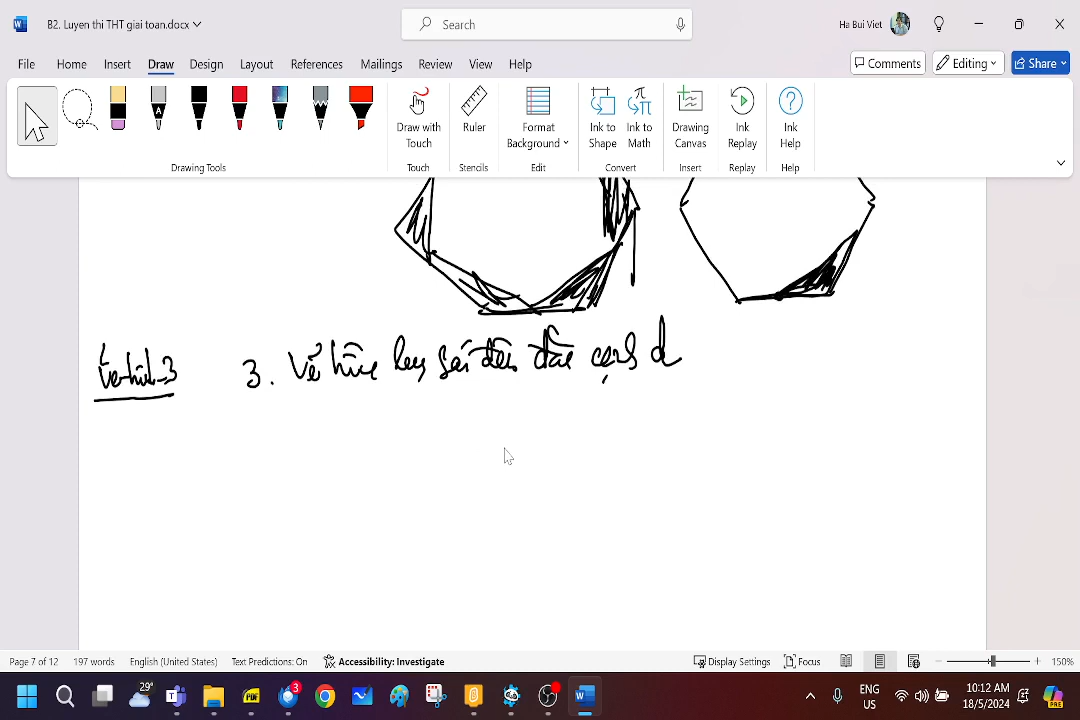 B2. Luyen thi THT giai toan.docx
Search
Ha Bui Viet
File Home Insert Draw Design Layout References Mailings Review View Help
Comments Editing Share
Draw with Touch
Ruler
Format Background
Ink to Shape
Ink to Math
Drawing Canvas
Ink Replay
Ink Help
Drawing Tools Touch Stencils Edit Convert Insert Replay Help
3. Vẽ hình cạnh d
Page 7 of 12 197 words English (United States) Text Predictions: On Accessibility: Investigate Display Settings Focus 150%
29° 3 ENG US 10:12 AM 18/5/2024 PRE